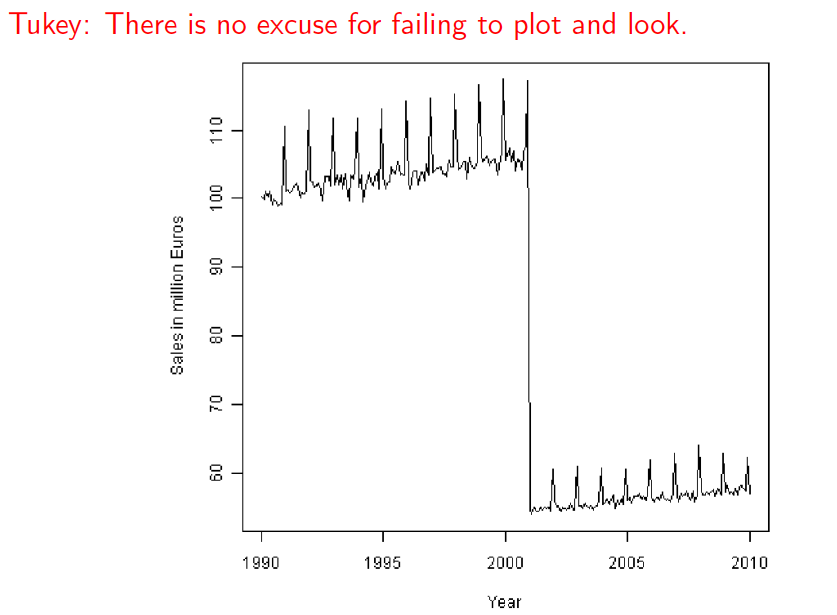 Tukey: There is no excuse for failing to plot and look.
110
100
90
80
70
60
Sales in million Euros
1990 1995 2000 2005 2010
Year